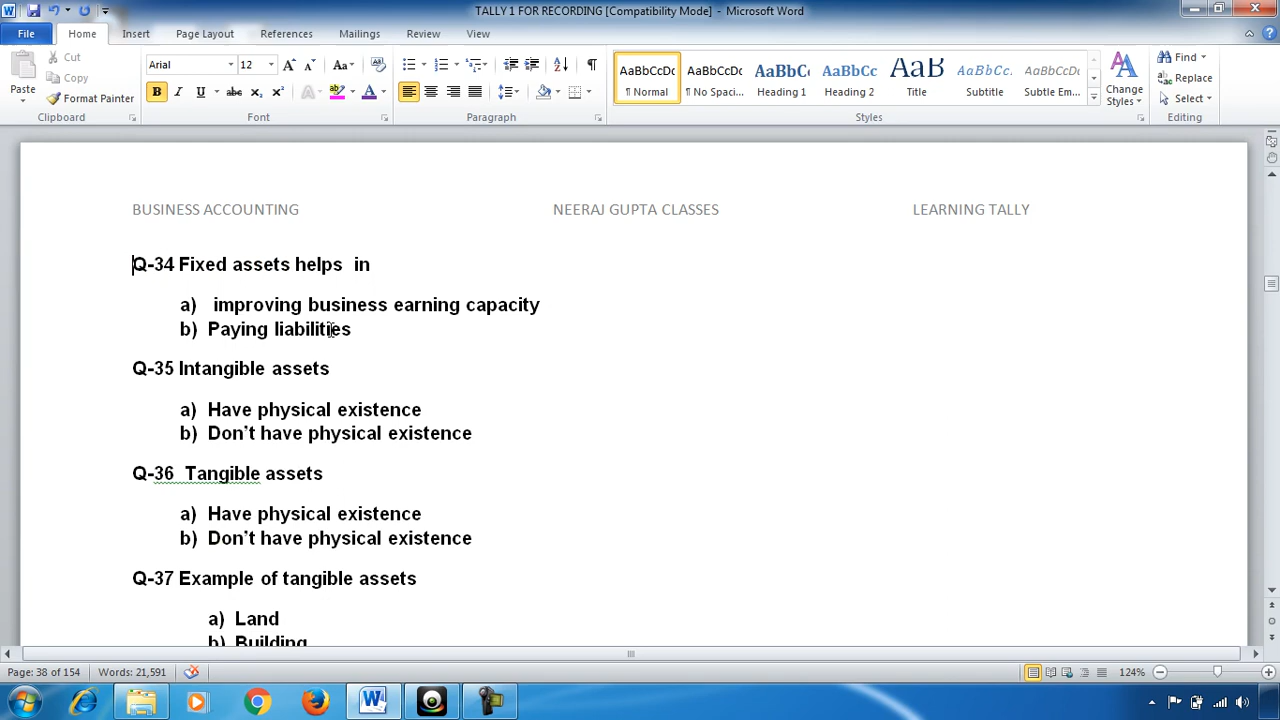 TALLY 1 FOR RECORDING [Compatibility Mode] - Microsoft Word
File Home Insert Page Layout References Mailings Review View
Paste
Cut
Copy
Format Painter
Clipboard
Arial 12
Font
Paragraph
AaBbCcDc ¶ Normal
AaBbCcDc ¶ No Spaci...
AaBbC Heading 1
AaBbCc Heading 2
AaB Title
AaBbCc. Subtitle
AaBbCcDc Subtle Em...
Change Styles
Styles
Find
Replace
Select
Editing
BUSINESS ACCOUNTING NEERAJ GUPTA CLASSES LEARNING TALLY
Q-34 Fixed assets helps in
a) improving business earning capacity
b) Paying liabilities
Q-35 Intangible assets
a) Have physical existence
b) Don't have physical existence
Q-36 Tangible assets
a) Have physical existence
b) Don't have physical existence
Q-37 Example of tangible assets
a) Land
b) Building
Page: 38 of 154 Words: 21,591 124%